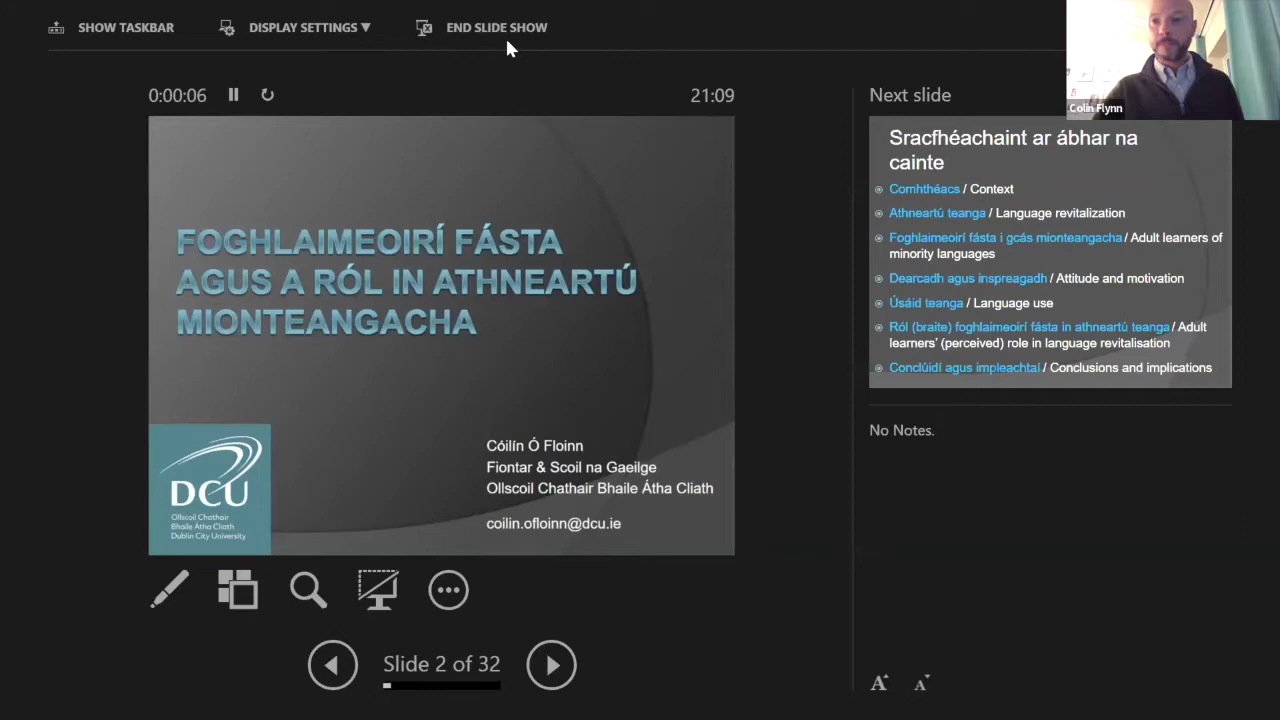 SHOW TASKBAR
DISPLAY SETTINGS ▼
END SLIDE SHOW
Colin Flynn
0:00:06
21:09
FOGHLAIMEOIRÍ FÁSTA
AGUS A RÓL IN ATHNEARTÚ
MIONTEANGACHA
DCU
Ollscoil Chathair
Bhaile Átha Cliath
Dublin City University
Cóilín Ó Floinn
Fiontar & Scoil na Gaeilge
Ollscoil Chathair Bhaile Átha Cliath
coilin.ofloinn@dcu.ie
Slide 2 of 32
Next slide
Sracfhéachaint ar ábhar na
cainte
Comhthéacs / Context
Athneartú teanga / Language revitalization
Foghlaimeoirí fásta i gcás mionteangacha / Adult learners of
minority languages
Dearcadh agus inspreagadh / Attitude and motivation
Úsáid teanga / Language use
Ról (braite) foghlaimeoirí fásta in athneartú teanga / Adult
learners' (perceived) role in language revitalisation
Conclúidí agus impleachtaí / Conclusions and implications
No Notes.
A A